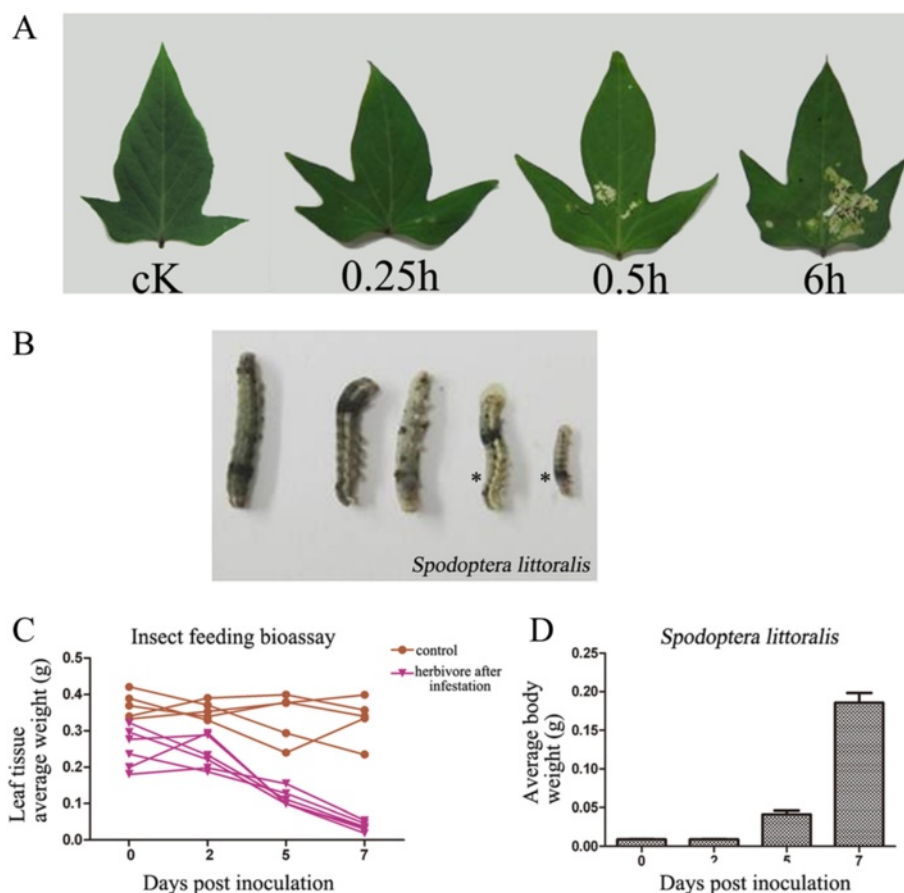 A
cK
0.25h
0.5h
6h
B
*
*
Spodoptera littoralis
C
Insect feeding bioassay
control
herbivore after
infestation
Leaf tissue
average weight (g)
0.5
0.4
0.3
0.2
0.1
0.0
0
2
5
7
Days post inoculation
D
Spodoptera littoralis
Average body
weight (g)
0.20
0.15
0.10
0.05
0.00
0
2
5
7
Days post inoculation